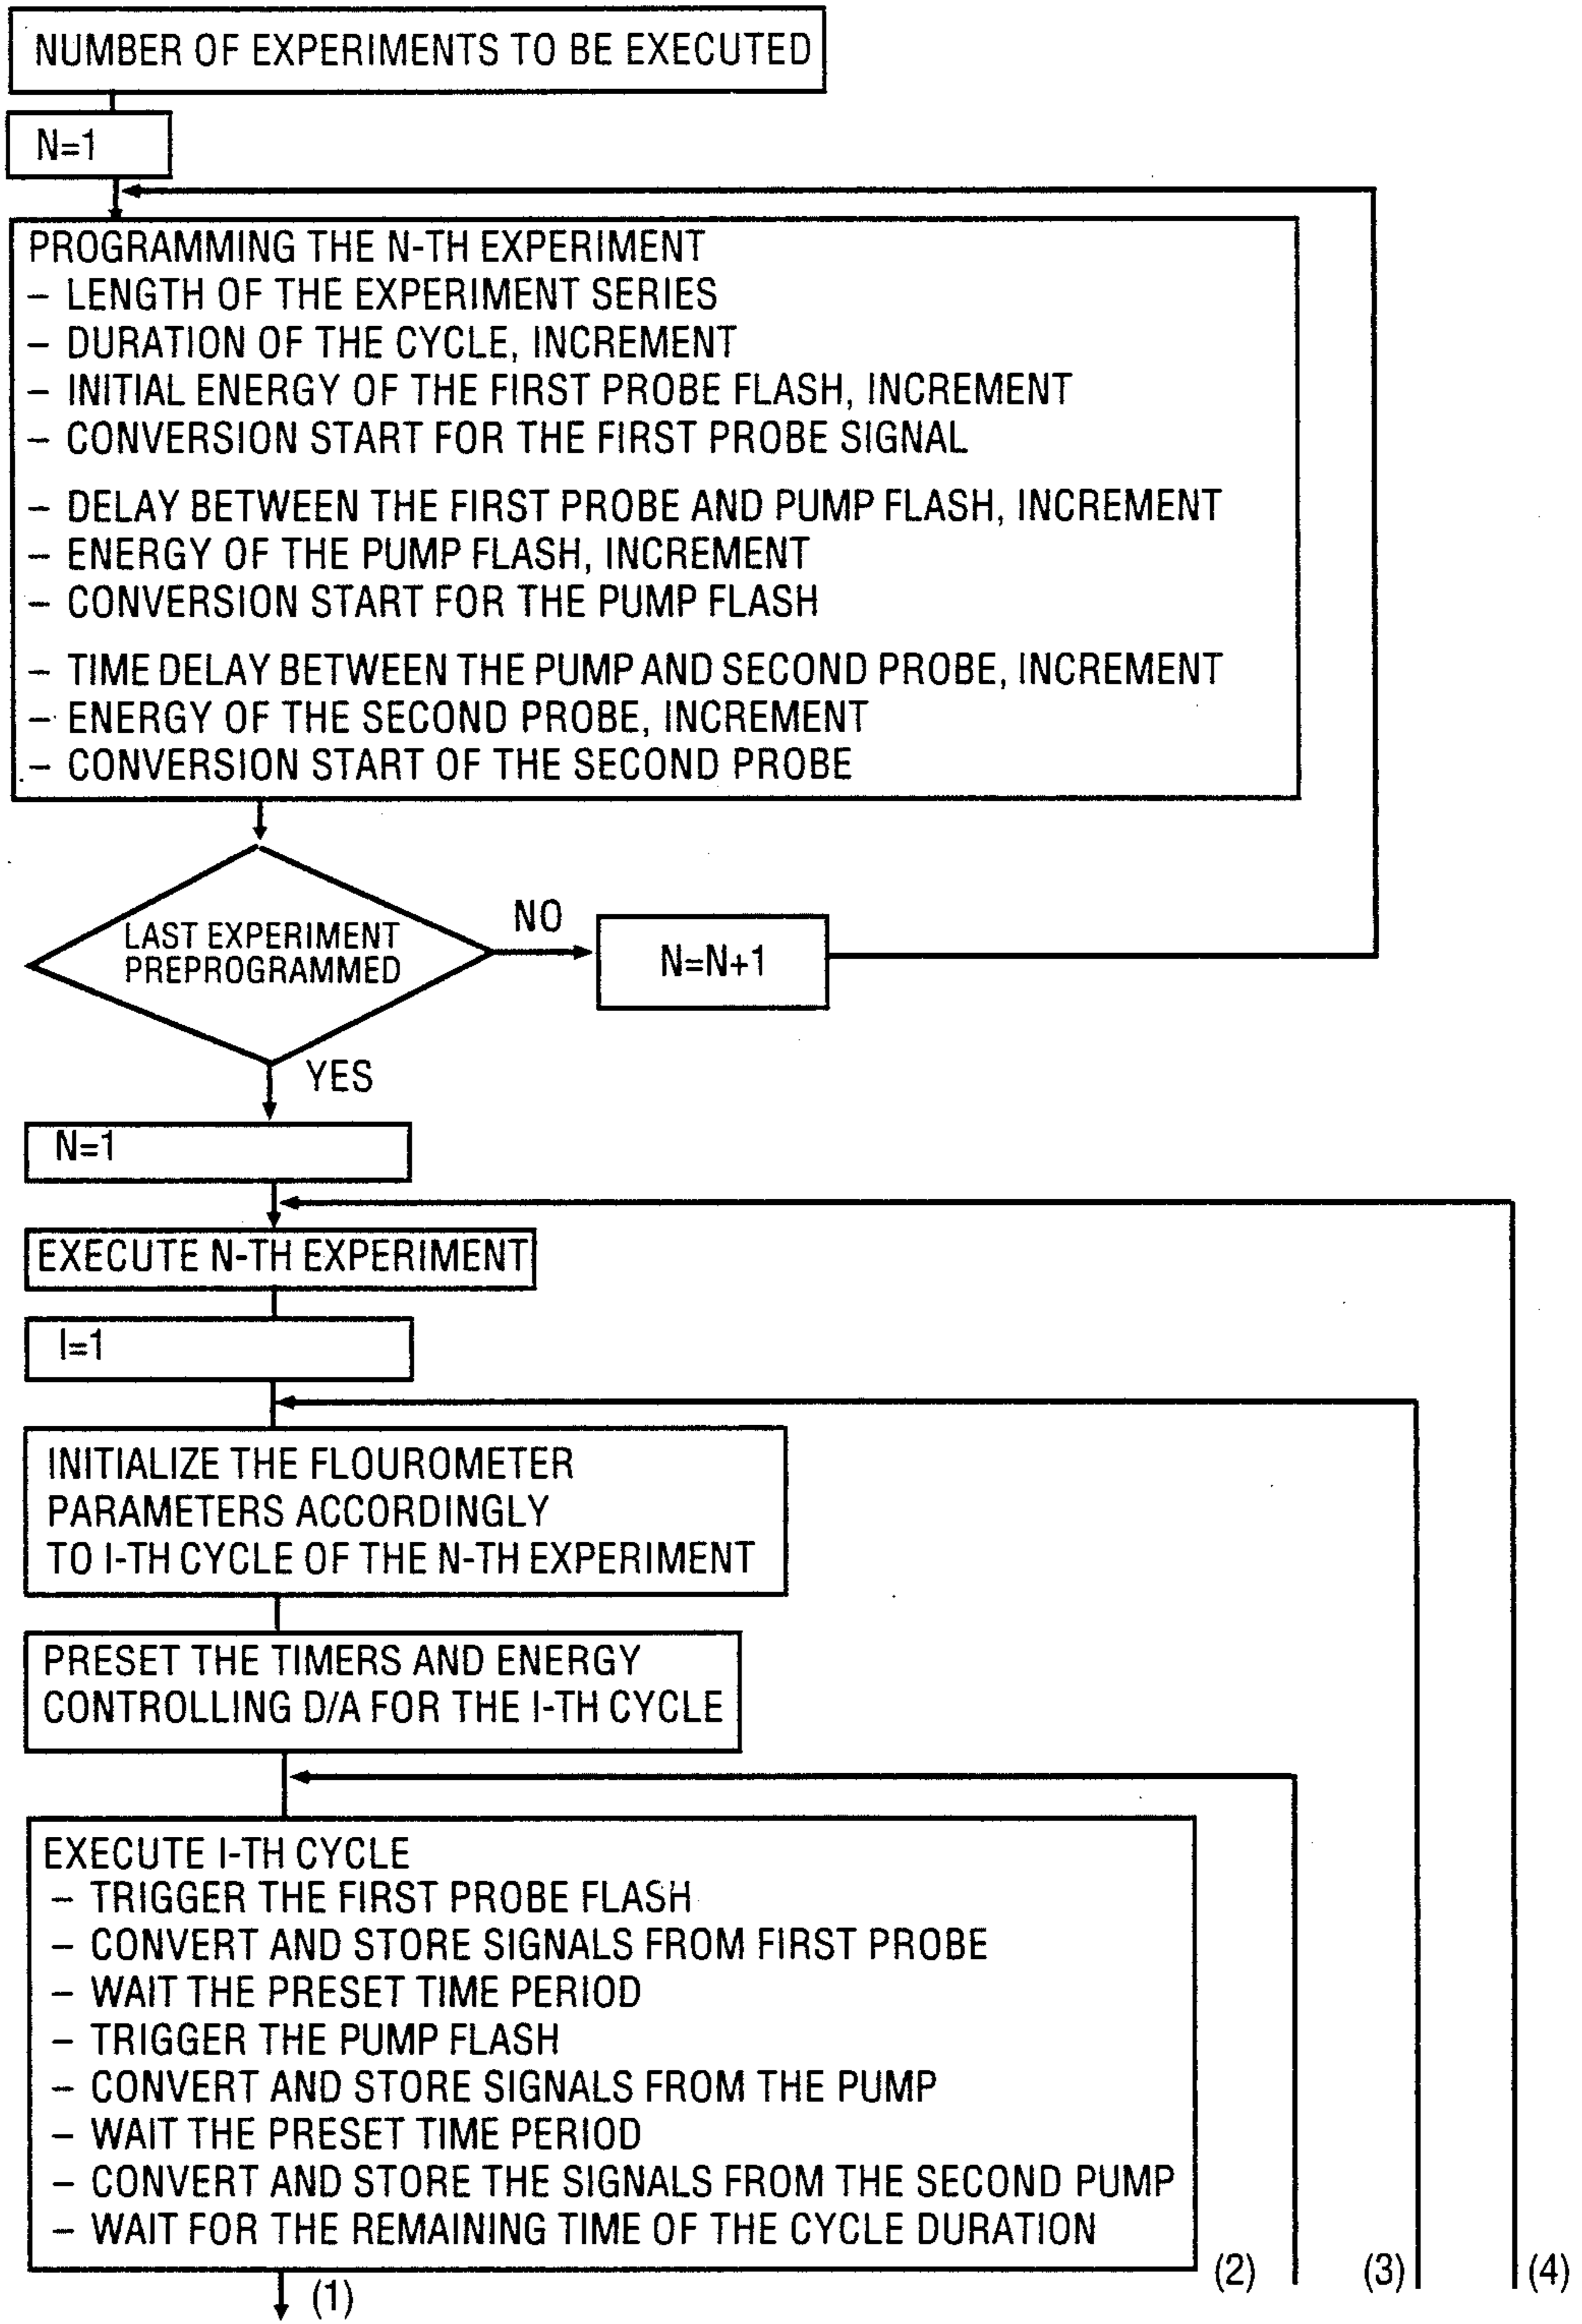 NUMBER OF EXPERIMENTS TO BE EXECUTED
N=1
PROGRAMMING THE N-TH EXPERIMENT
– LENGTH OF THE EXPERIMENT SERIES
– DURATION OF THE CYCLE, INCREMENT
– INITIAL ENERGY OF THE FIRST PROBE FLASH, INCREMENT
– CONVERSION START FOR THE FIRST PROBE SIGNAL
– DELAY BETWEEN THE FIRST PROBE AND PUMP FLASH, INCREMENT
– ENERGY OF THE PUMP FLASH, INCREMENT
– CONVERSION START FOR THE PUMP FLASH
– TIME DELAY BETWEEN THE PUMP AND SECOND PROBE, INCREMENT
– ENERGY OF THE SECOND PROBE, INCREMENT
– CONVERSION START OF THE SECOND PROBE
LAST EXPERIMENT
PREPROGRAMMED
NO
N=N+1
YES
N=1
EXECUTE N-TH EXPERIMENT
I=1
INITIALIZE THE FLOUROMETER
PARAMETERS ACCORDINGLY
TO I-TH CYCLE OF THE N-TH EXPERIMENT
PRESET THE TIMERS AND ENERGY
CONTROLLING D/A FOR THE I-TH CYCLE
EXECUTE I-TH CYCLE
– TRIGGER THE FIRST PROBE FLASH
– CONVERT AND STORE SIGNALS FROM FIRST PROBE
– WAIT THE PRESET TIME PERIOD
– TRIGGER THE PUMP FLASH
– CONVERT AND STORE SIGNALS FROM THE PUMP
– WAIT THE PRESET TIME PERIOD
– CONVERT AND STORE THE SIGNALS FROM THE SECOND PUMP
– WAIT FOR THE REMAINING TIME OF THE CYCLE DURATION
(1)
(2)
(3)
(4)